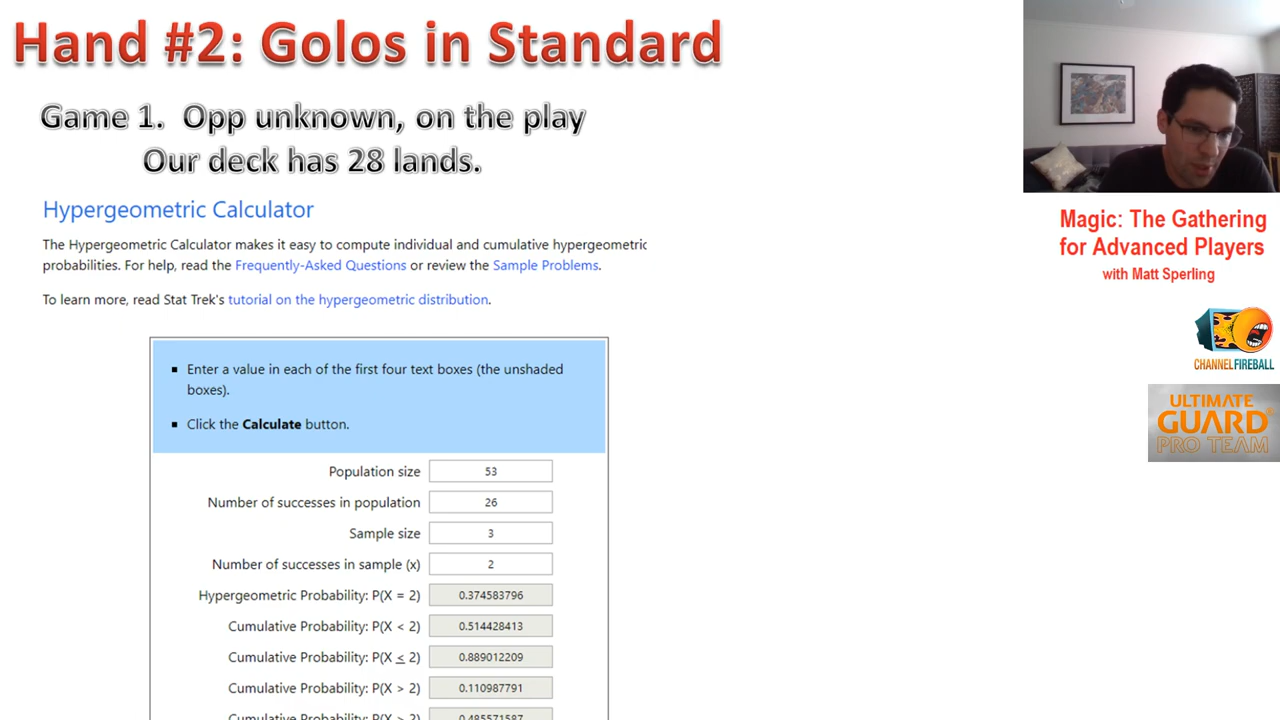 Hand #2: Golos in Standard
Game 1. Opp unknown, on the play
Our deck has 28 lands.
Hypergeometric Calculator
The Hypergeometric Calculator makes it easy to compute individual and cumulative hypergeometric
probabilities. For help, read the Frequently-Asked Questions or review the Sample Problems.
To learn more, read Stat Trek's tutorial on the hypergeometric distribution.
▪ Enter a value in each of the first four text boxes (the unshaded
boxes).
▪ Click the Calculate button.
Population size 53
Number of successes in population 26
Sample size 3
Number of successes in sample (x) 2
Hypergeometric Probability: P(X = 2) 0.374583796
Cumulative Probability: P(X < 2) 0.514428413
Cumulative Probability: P(X ≤ 2) 0.889012209
Cumulative Probability: P(X > 2) 0.110987791
Cumulative Probability: P(X ≥ 2) 0.485571587
Magic: The Gathering
for Advanced Players
with Matt Sperling
CHANNELFIREBALL
ULTIMATE
GUARD®
PRO TEAM